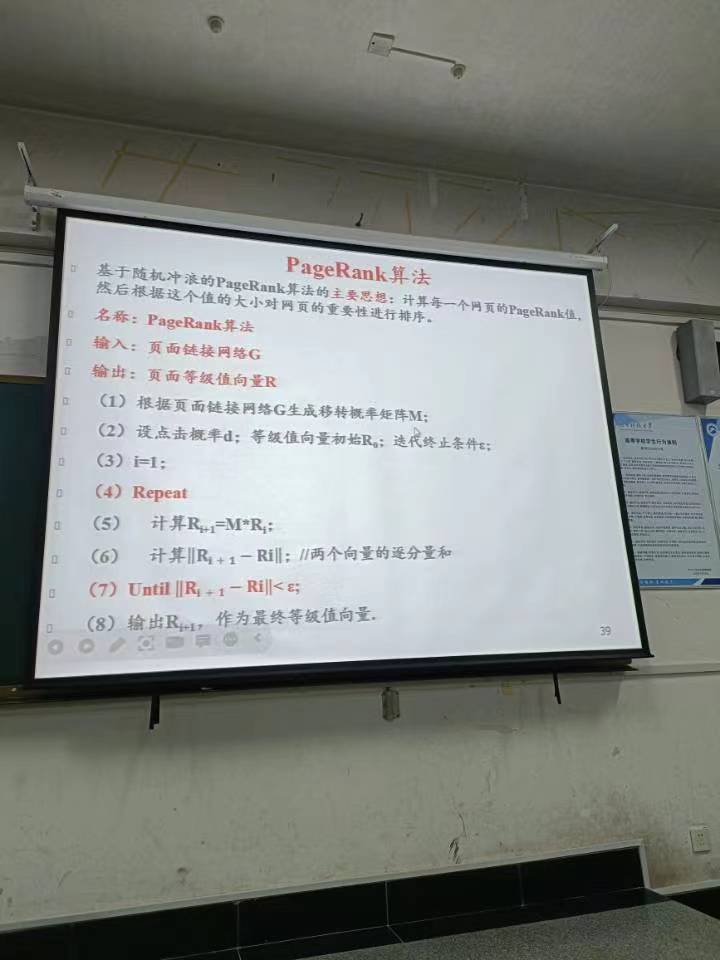 PageRank算法
基于随机冲浪的PageRank算法的主要思想：计算每一个网页的PageRank值，
然后根据这个值的大小对网页的重要性进行排序。
名称：PageRank算法
输入：页面链接网络G
输出：页面等级值向量R
（1）根据页面链接网络G生成移转概率矩阵M；
（2）设点击概率d；等级值向量初始R₀；迭代终止条件ε；
（3）i=1；
（4）Repeat
（5） 计算Rᵢ₊₁=M*Rᵢ；
（6） 计算‖Rᵢ₊₁－Ri‖；//两个向量的逐分量和
（7）Until ‖Rᵢ₊₁－Ri‖< ε;
（8）输出Rᵢ₊₁，作为最终等级值向量.
39